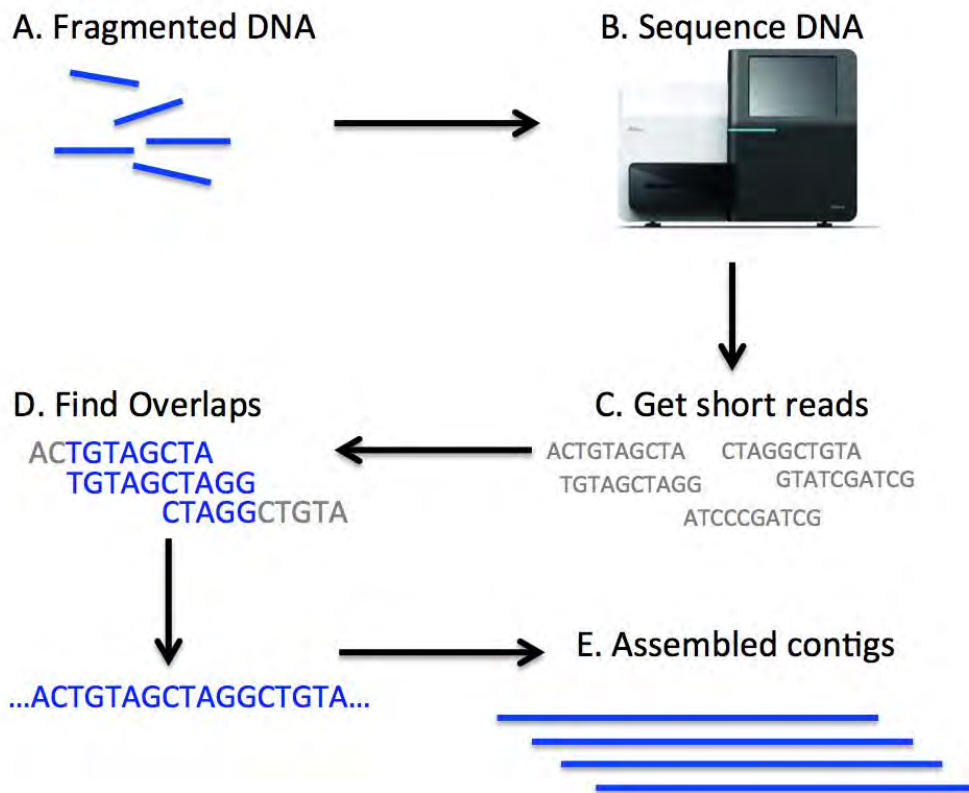 A. Fragmented DNA
B. Sequence DNA
D. Find Overlaps
ACTGTAGCTA
TGTAGCTAGG
CTAGGCTGTA
C. Get short reads
ACTGTAGCTA CTAGGCTGTA
TGTAGCTAGG GTATCGATCG
ATCCCGATCG
E. Assembled contigs
...ACTGTAGCTAGGCTGTA...